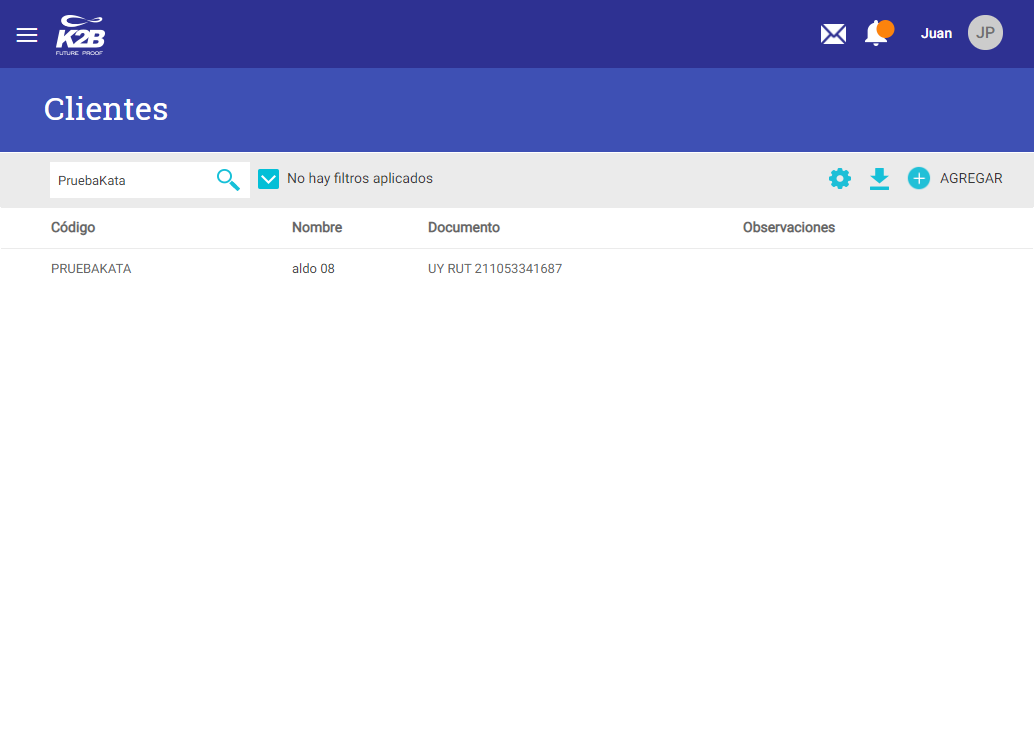 K2B
FUTURE PROOF
Juan
JP
Clientes
PruebaKata
No hay filtros aplicados
AGREGAR
Código Nombre Documento Observaciones
PRUEBAKATA aldo 08 UY RUT 211053341687